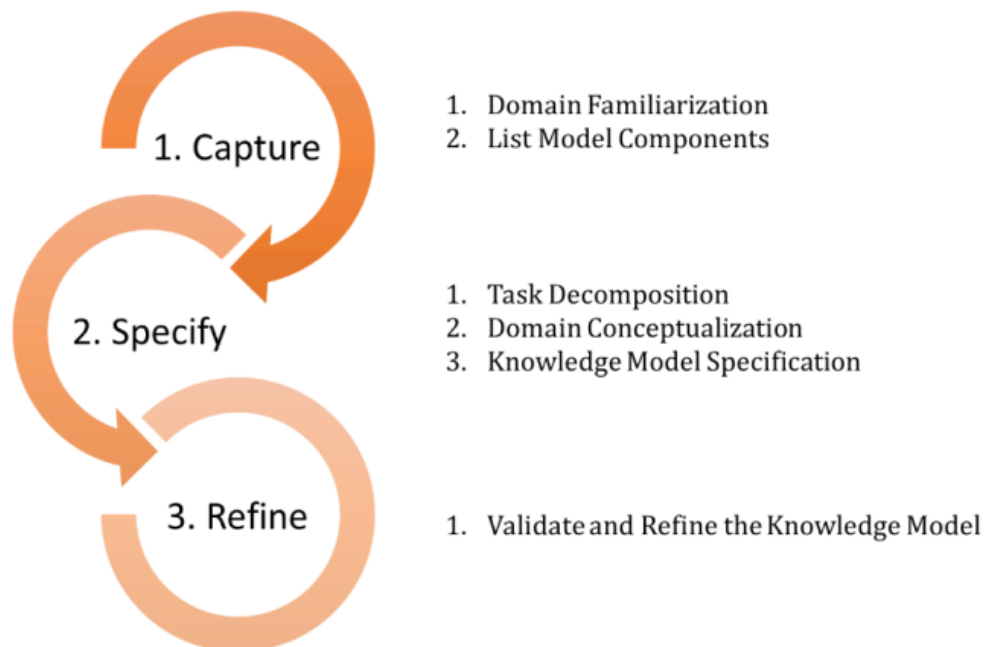 1. Capture
1. Domain Familiarization
2. List Model Components
2. Specify
1. Task Decomposition
2. Domain Conceptualization
3. Knowledge Model Specification
3. Refine
1. Validate and Refine the Knowledge Model